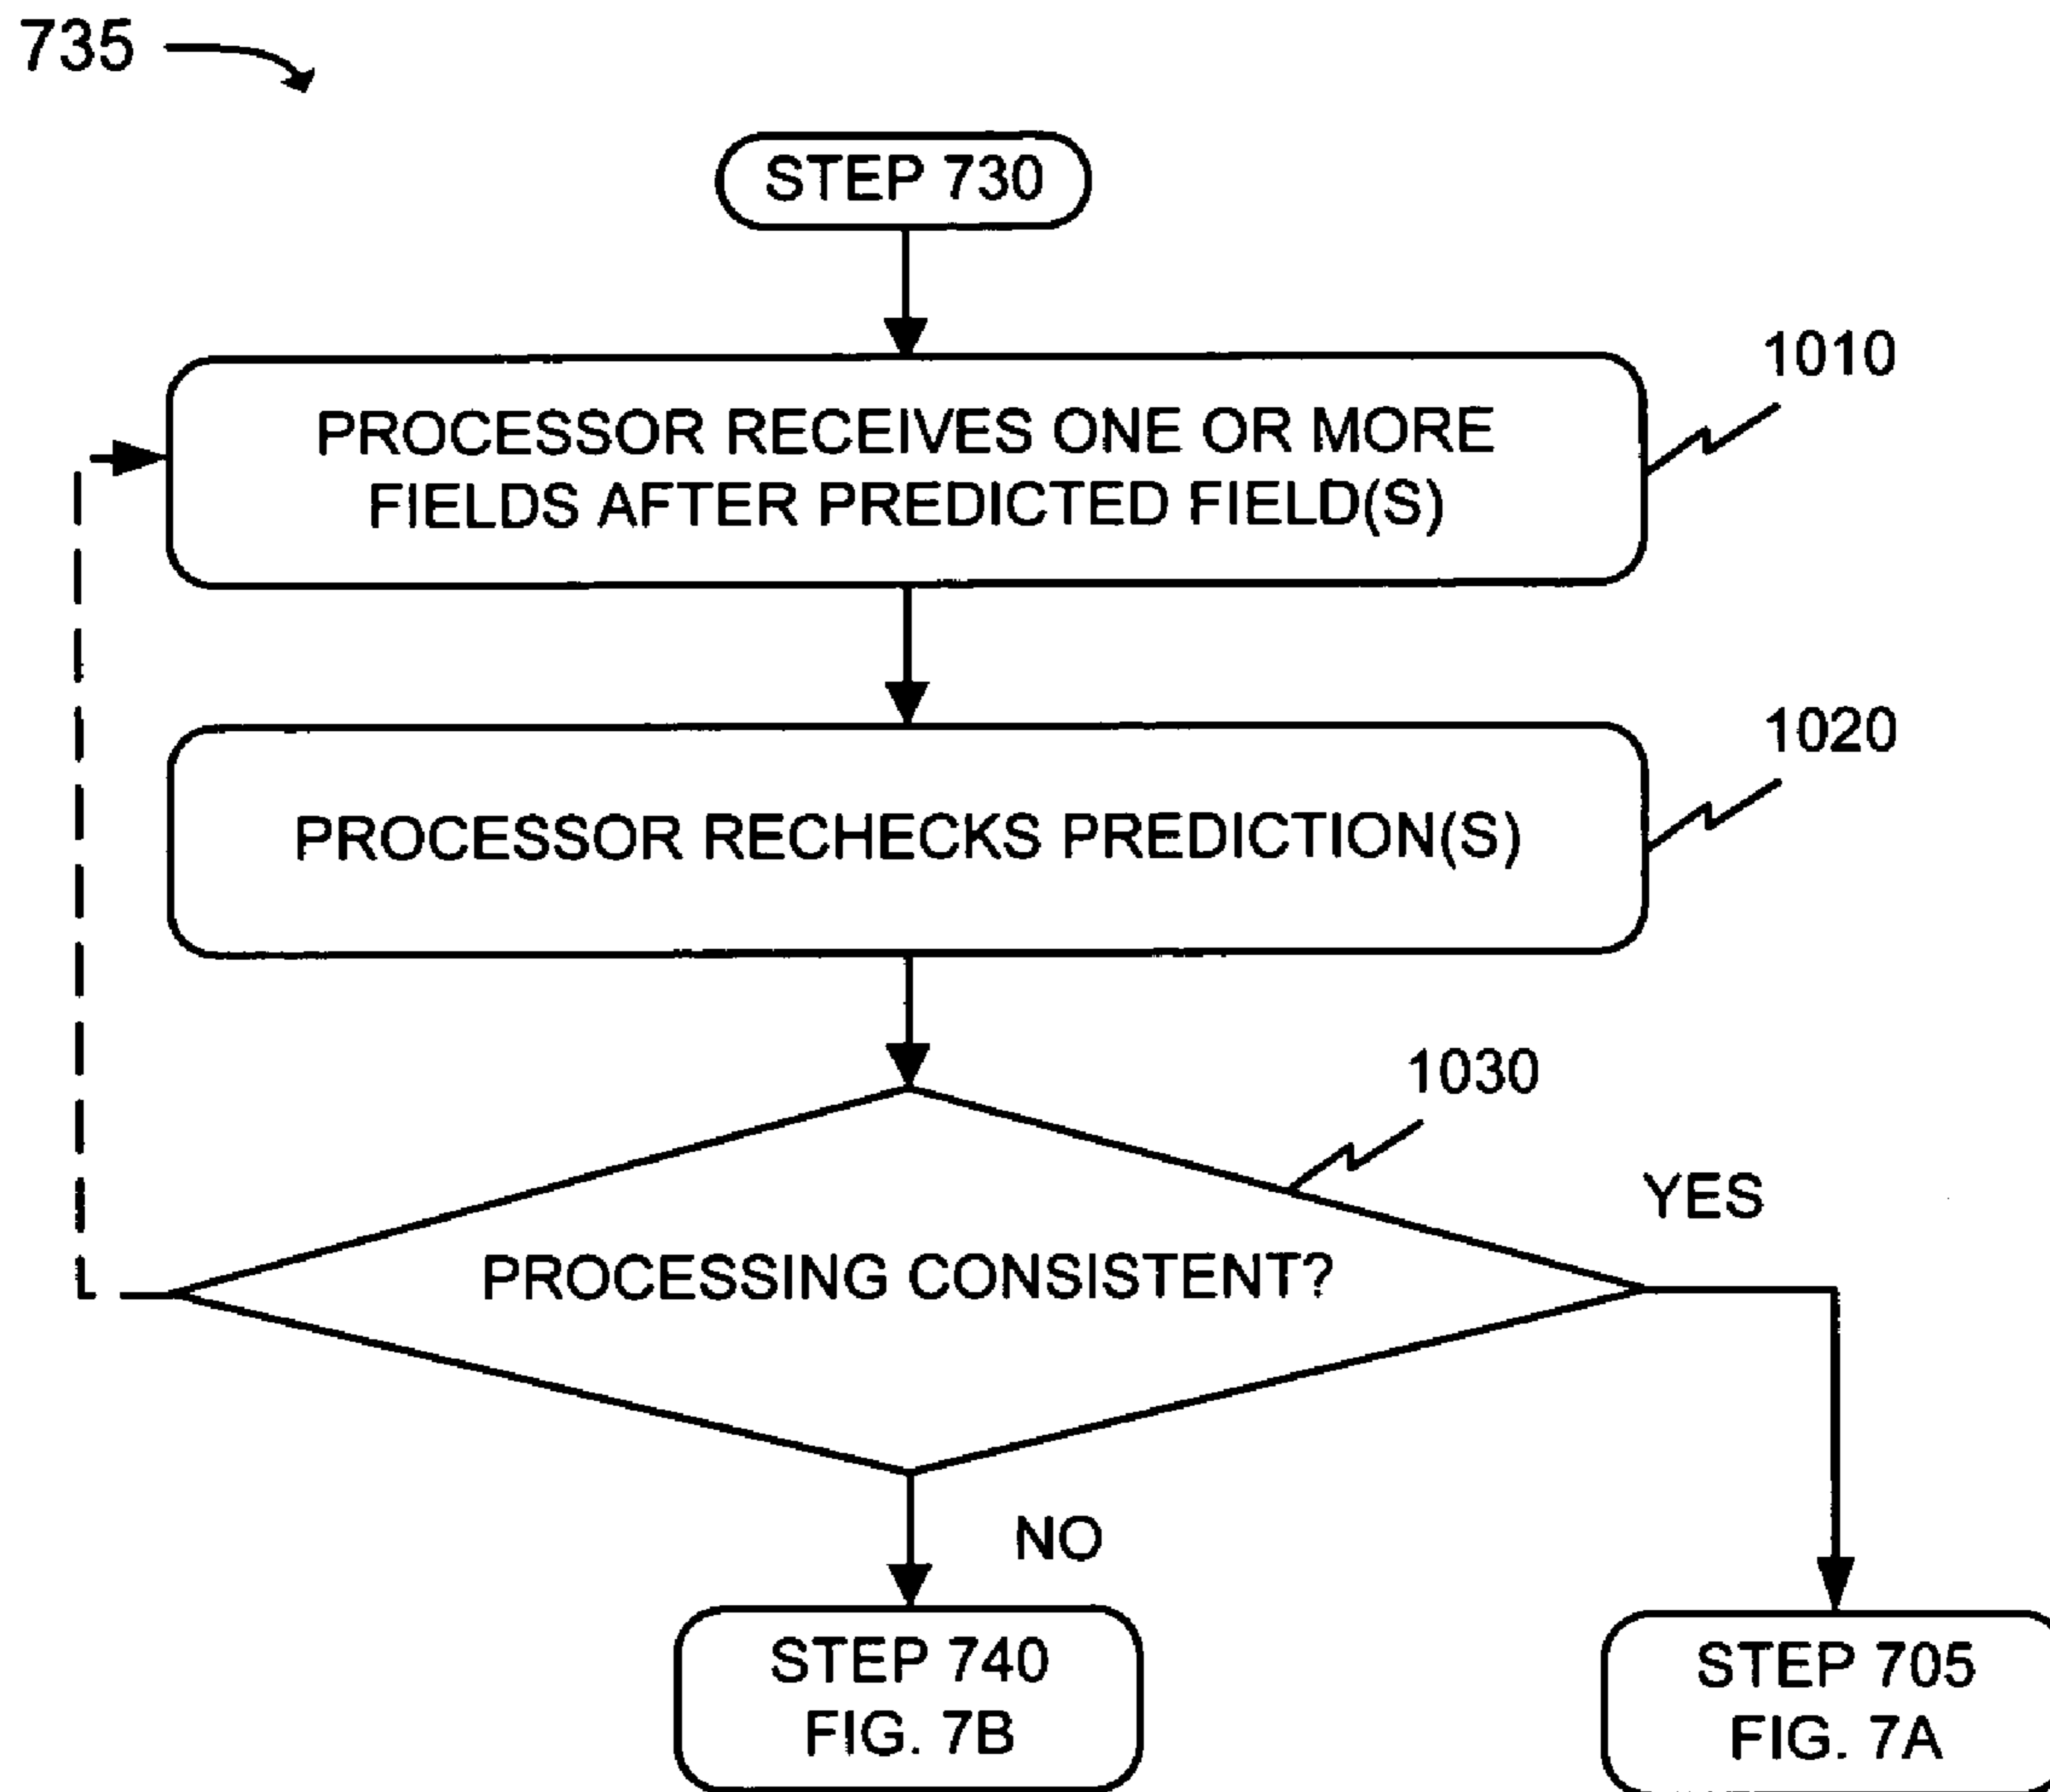 735
STEP 730
1010
PROCESSOR RECEIVES ONE OR MORE
FIELDS AFTER PREDICTED FIELD(S)
1020
PROCESSOR RECHECKS PREDICTION(S)
1030
YES
PROCESSING CONSISTENT?
NO
STEP 740
FIG. 7B
STEP 705
FIG. 7A